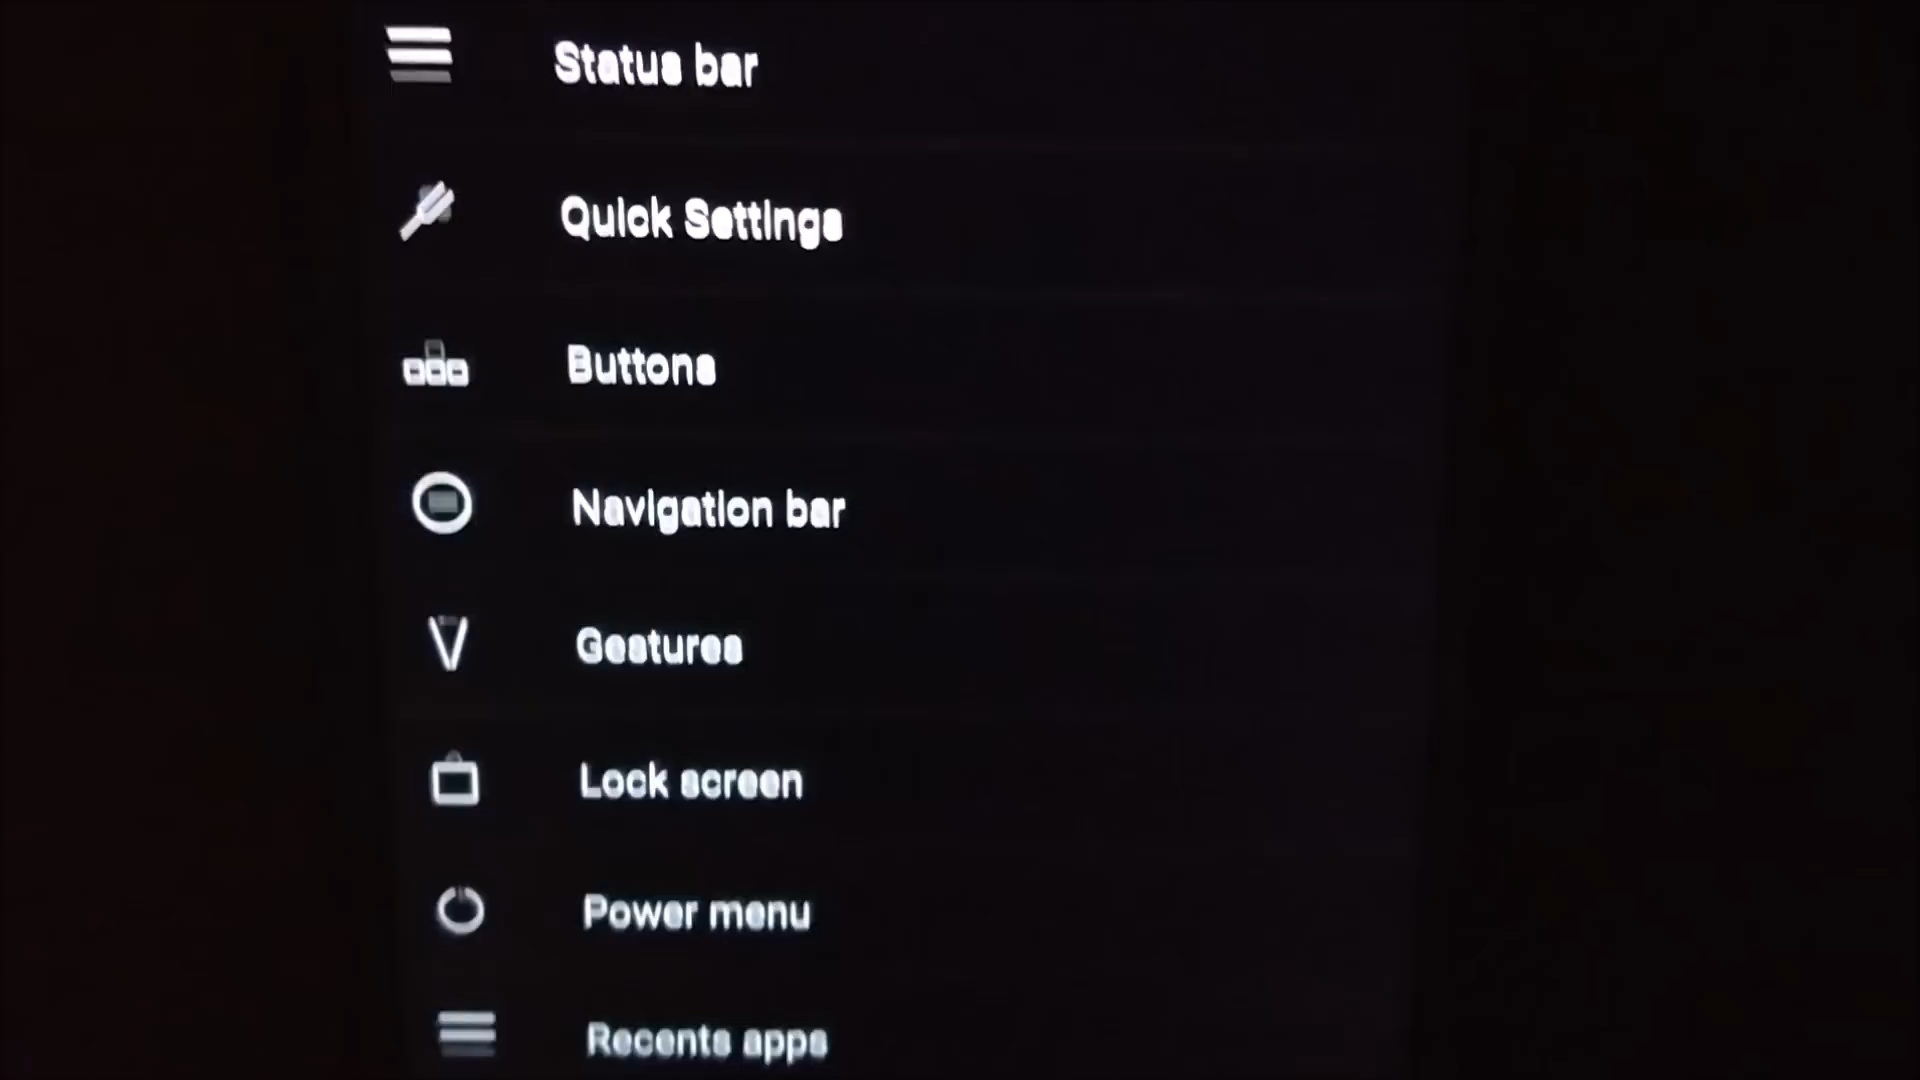 Status bar
Quick Settings
Buttons
Navigation bar
Gestures
Lock screen
Power menu
Recents apps